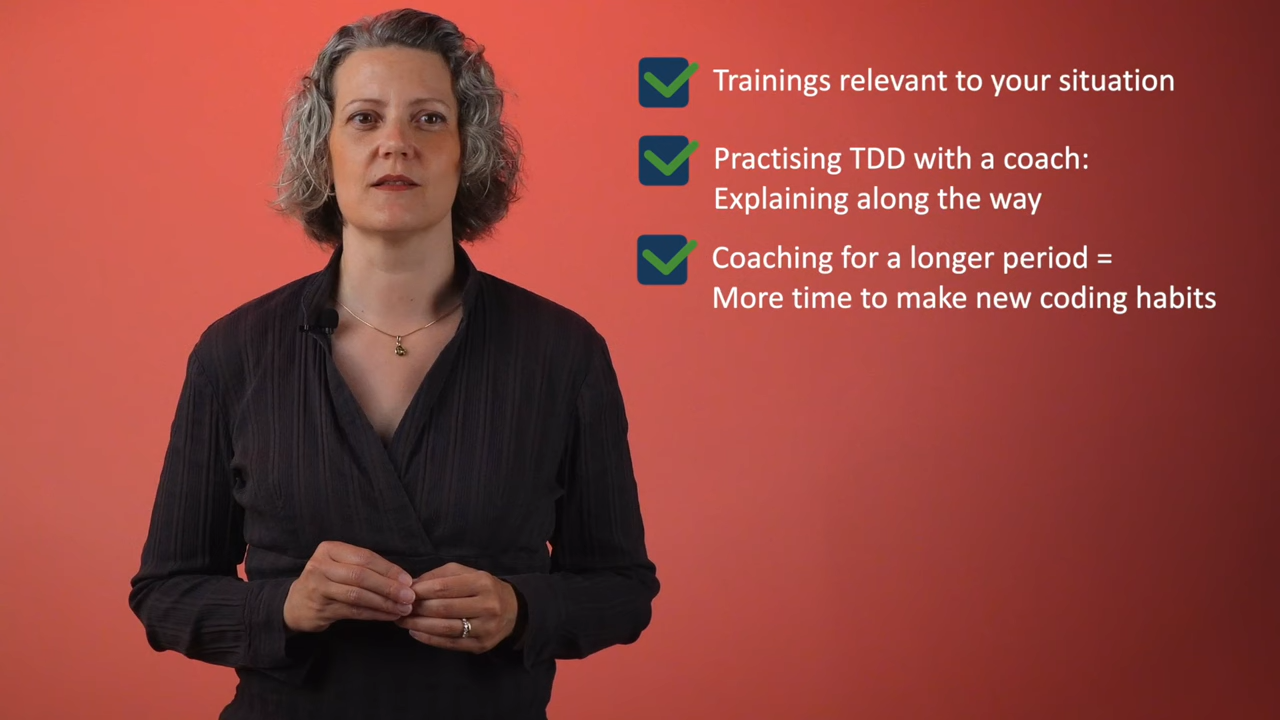 Trainings relevant to your situation
Practising TDD with a coach:
Explaining along the way
Coaching for a longer period =
More time to make new coding habits